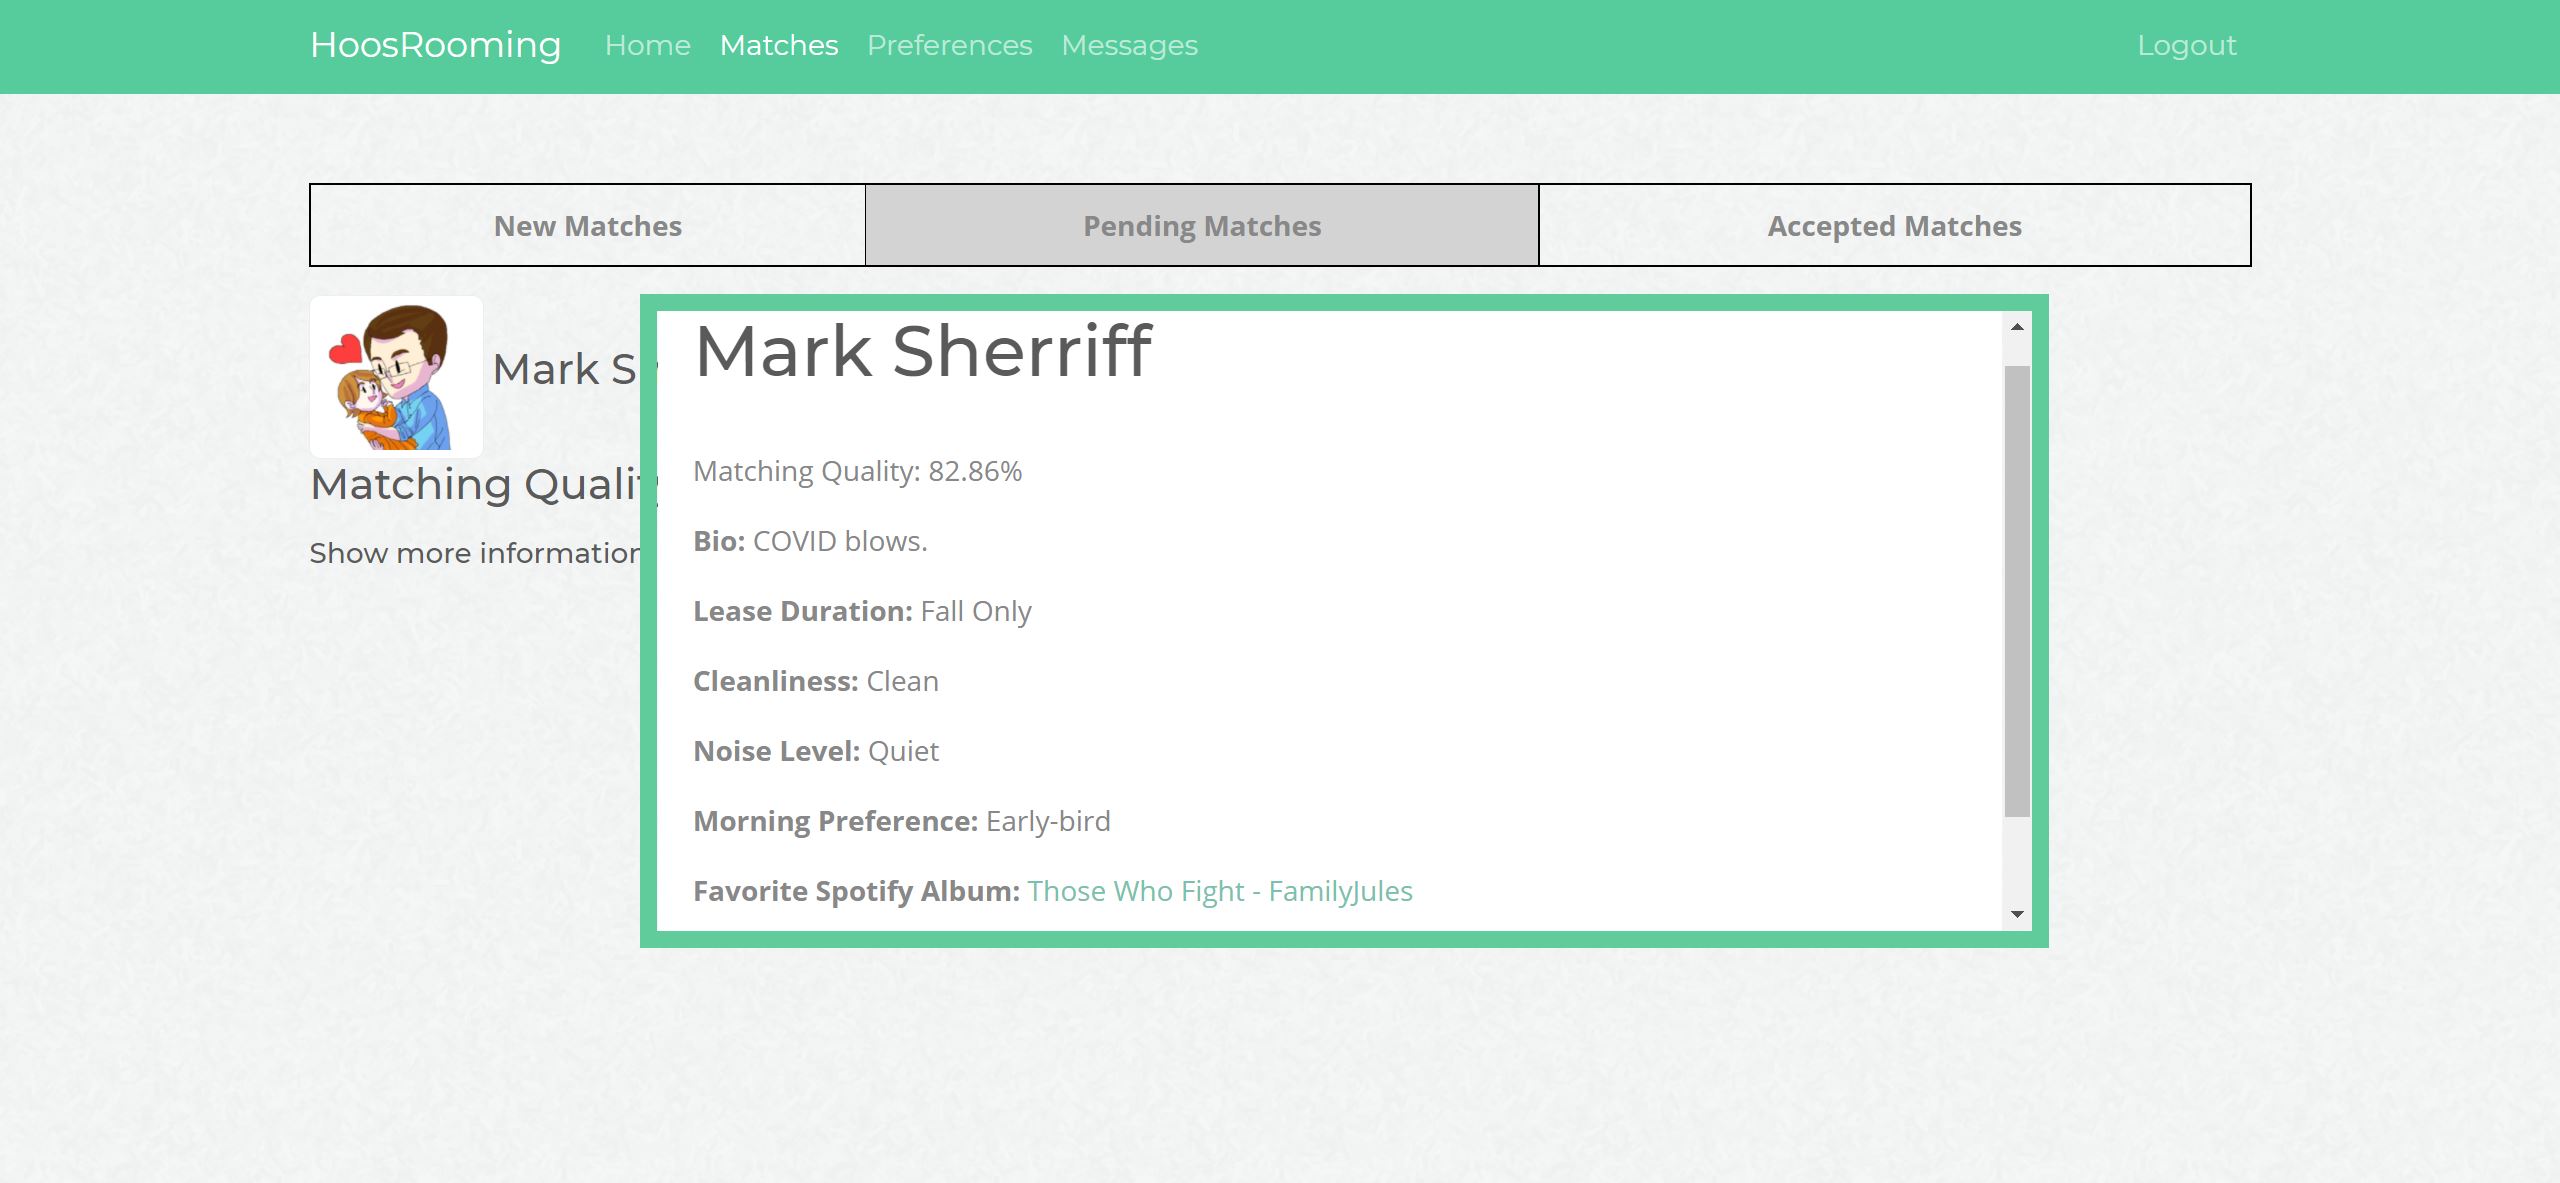 HoosRooming Home Matches Preferences Messages Logout
New Matches Pending Matches Accepted Matches
Mark
Matching
Show more information
Mark Sherriff
Matching Quality: 82.86%
Bio: COVID blows.
Lease Duration: Fall Only
Cleanliness: Clean
Noise Level: Quiet
Morning Preference: Early-bird
Favorite Spotify Album: Those Who Fight - FamilyJules